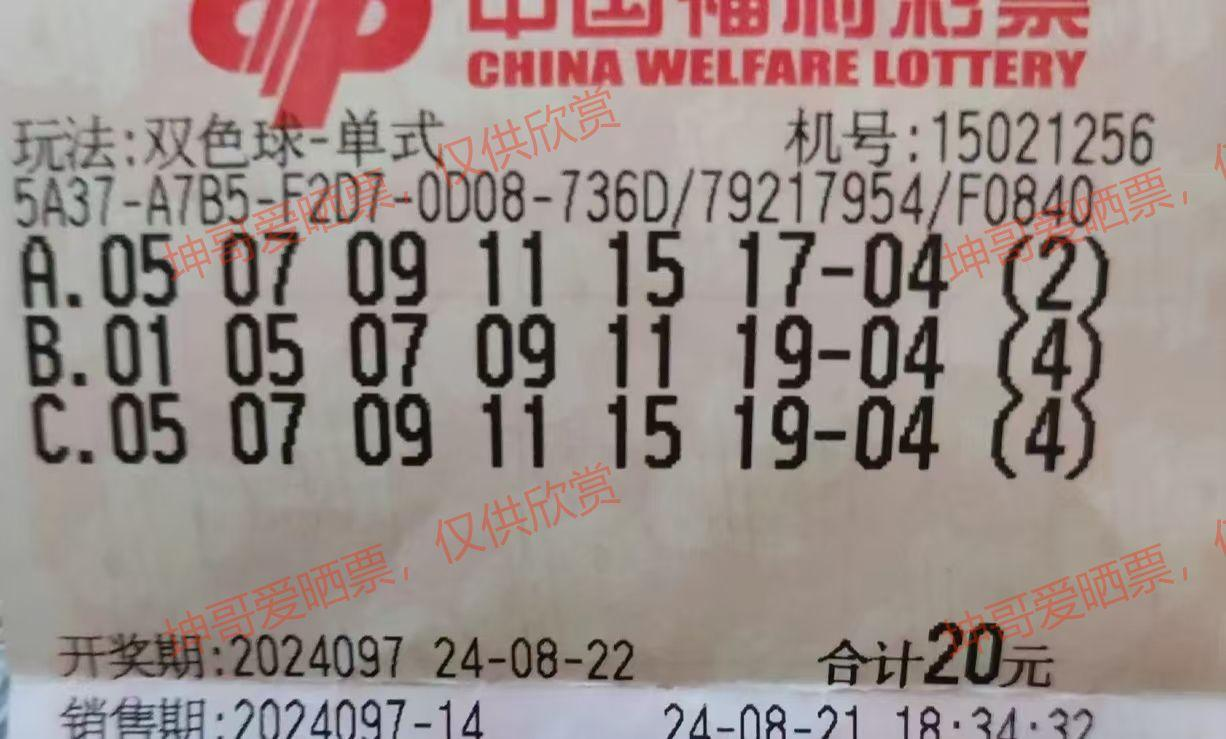 中国福利彩票
CHINA WELFARE LOTTERY
玩法:双色球-单式 机号:15021256
5A37-A7B5-F2D7-0D08-736D/79217954/F0840
A.05 07 09 11 15 17-04 (2)
B.01 05 07 09 11 19-04 (4)
C.05 07 09 11 15 19-04 (4)
开奖期:2024097 24-08-22 合计20元
销售期:2024097-14 24-08-21 18:34:32
坤哥爱晒票，仅供欣赏
坤哥爱晒票，仅
坤哥爱晒票，仅供欣赏
坤哥爱晒票，仅